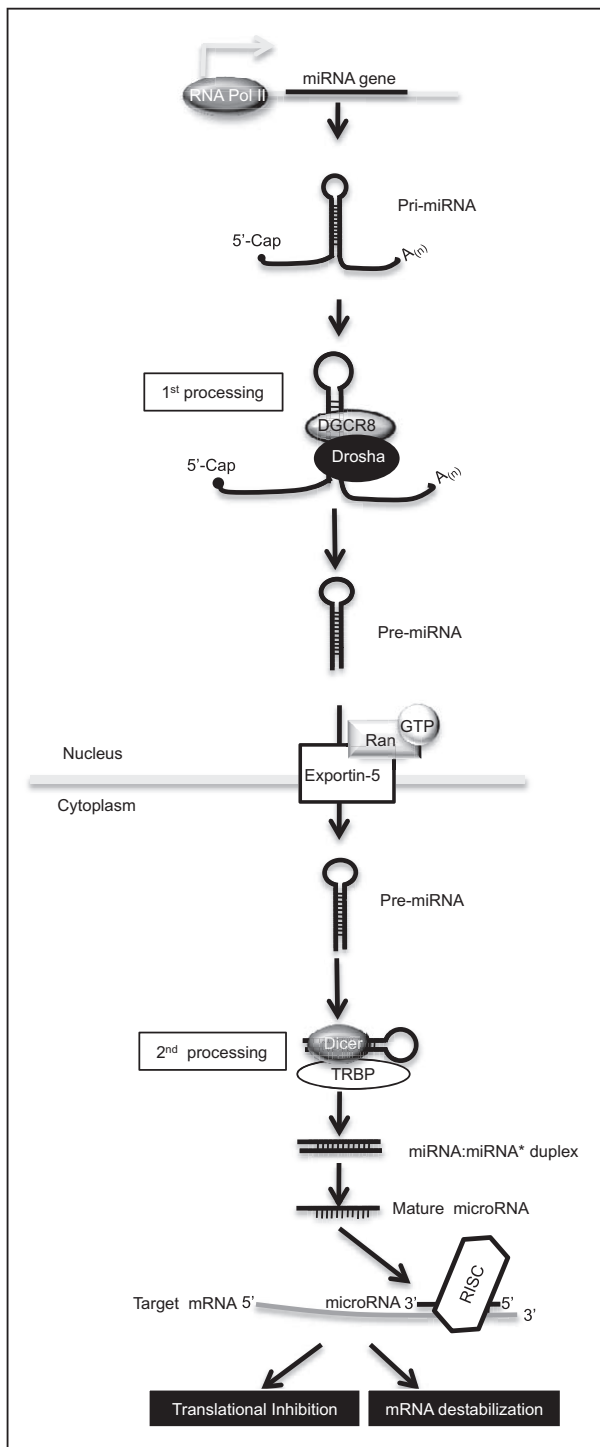 miRNA gene
RNA Pol II
Pri-miRNA
5'-Cap
A(n)
1st processing
DGCR8
Drosha
5'-Cap
A(n)
Pre-miRNA
GTP
Ran
Nucleus
Exportin-5
Cytoplasm
Pre-miRNA
2nd processing
Dicer
TRBP
miRNA:miRNA* duplex
Mature microRNA
RISC
Target mRNA 5' microRNA 3' 5'
3'
Translational Inhibition
mRNA destabilization